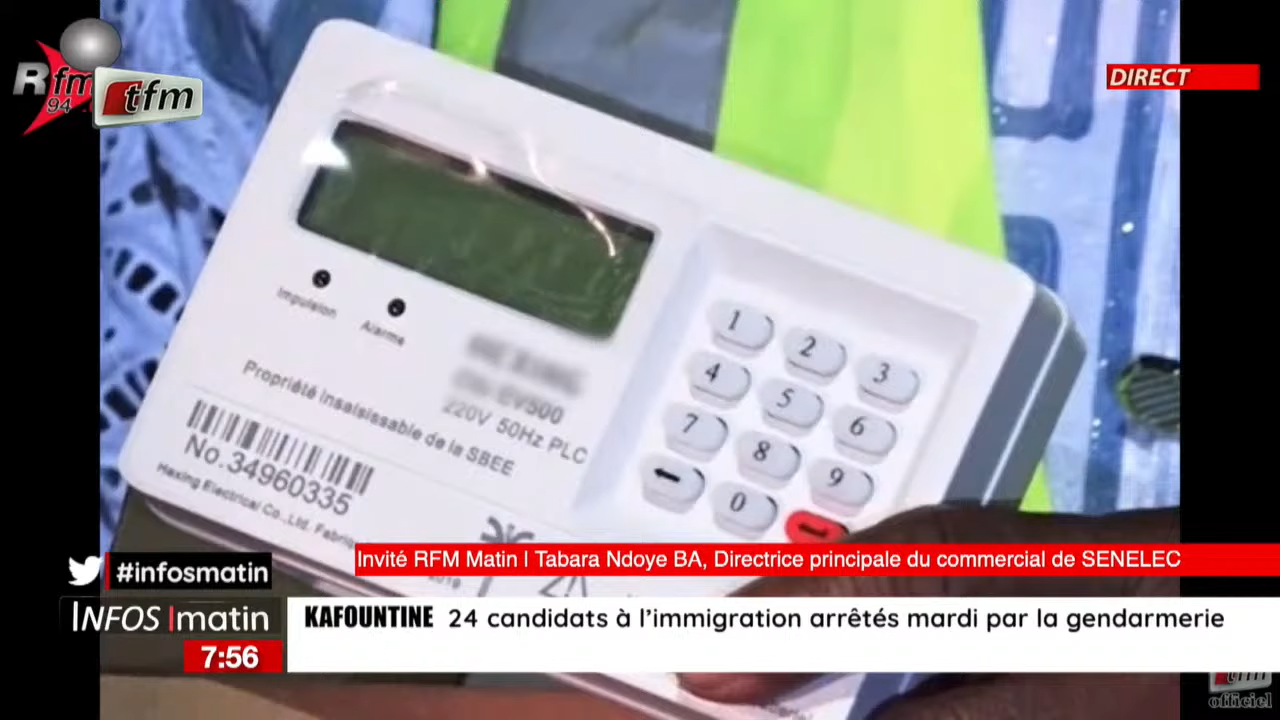 Rfm
94
tfm
DIRECT
Impulsion
Alarme
EV500
220V 50Hz PLC
Propriété insaisissable de la SBEE
No.34960335
Hexing Electrical Co.,Ltd.
2019
1
2
3
4
5
6
7
8
9
0
Invité RFM Matin I Tabara Ndoye BA, Directrice principale du commercial de SENELEC
#infosmatin
INFOS matin
KAFOUNTINE 24 candidats à l’immigration arrêtés mardi par la gendarmerie
7:56
tfm
officiel